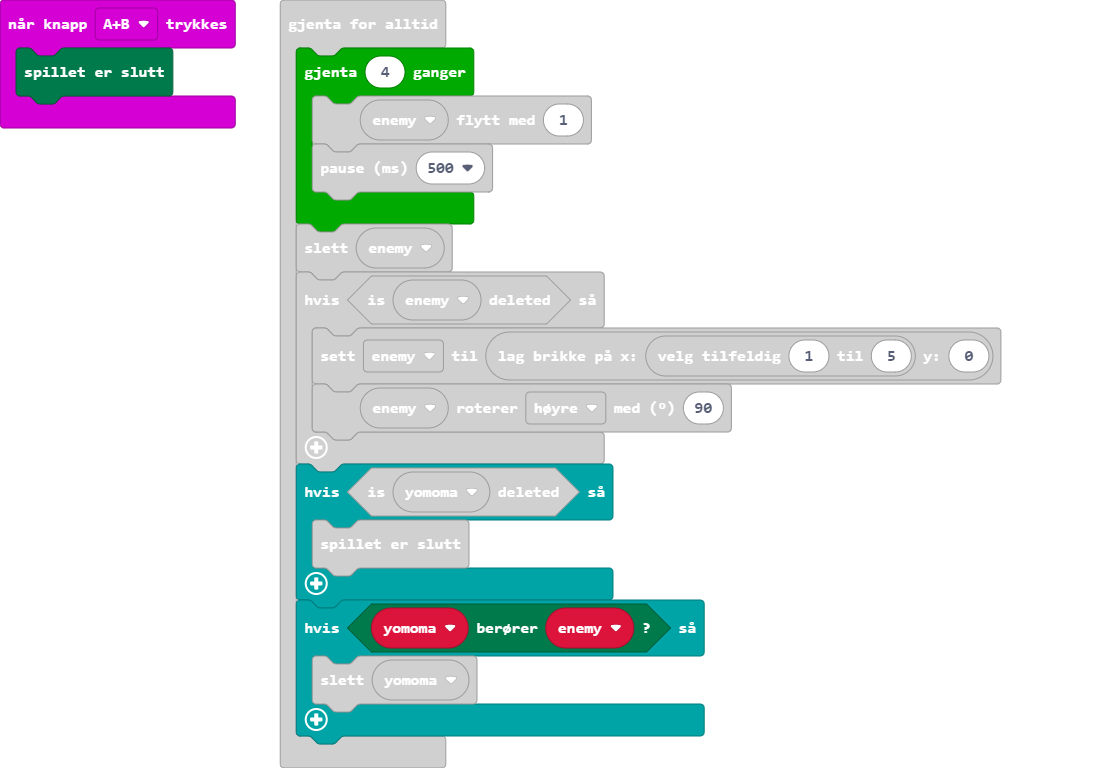 når knapp A+B trykkes
spillet er slutt
gjenta for alltid
gjenta 4 ganger
enemy flytt med 1
pause (ms) 500
slett enemy
hvis is enemy deleted så
sett enemy til lag brikke på x: velg tilfeldig 1 til 5 y: 0
enemy roterer høyre med (º) 90
hvis is yomoma deleted så
spillet er slutt
hvis yomoma berører enemy ? så
slett yomoma